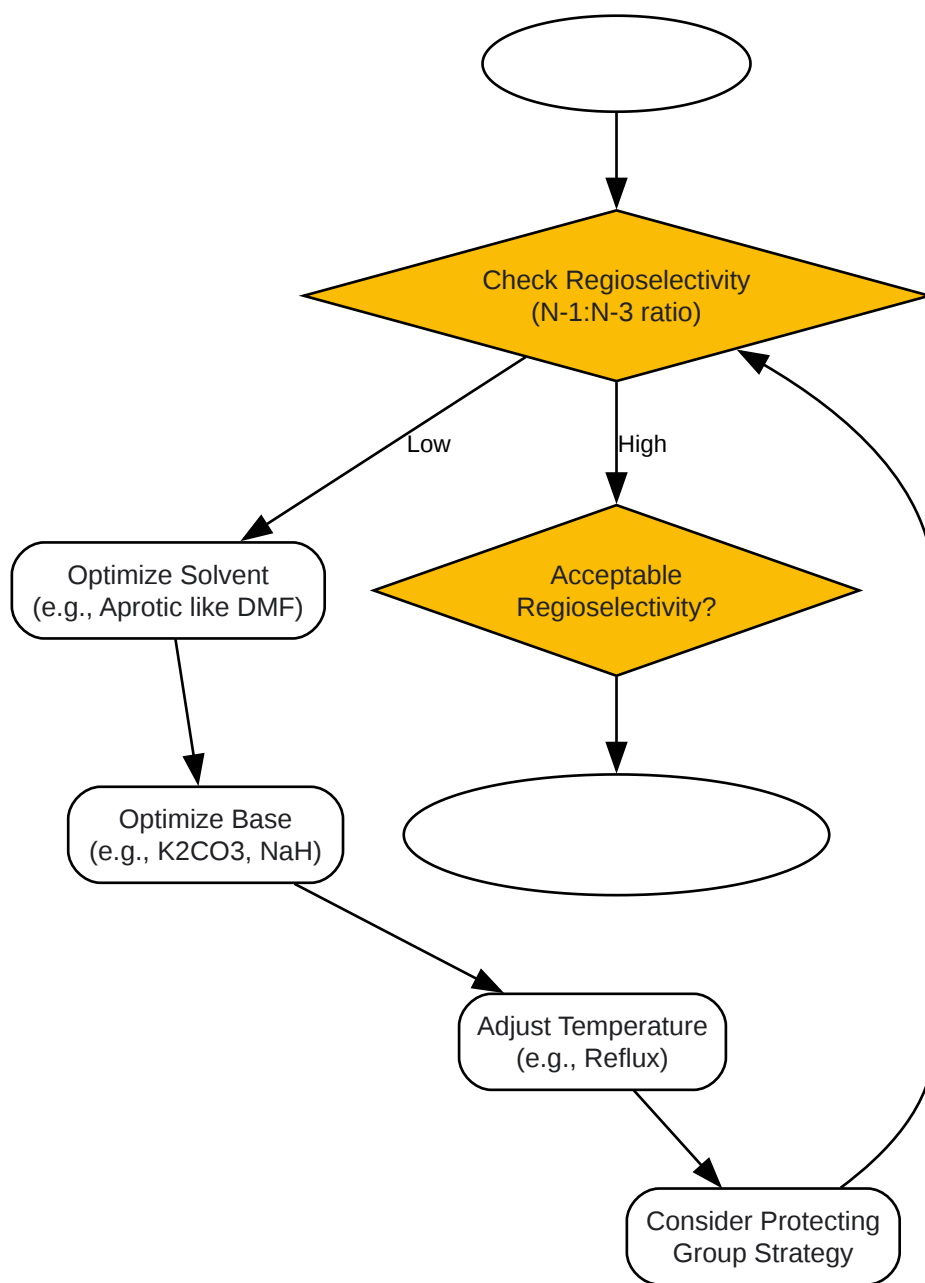 Check Regioselectivity
(N-1:N-3 ratio)
Low
High
Optimize Solvent
(e.g., Aprotic like DMF)
Acceptable
Regioselectivity?
Optimize Base
(e.g., K2CO3, NaH)
Adjust Temperature
(e.g., Reflux)
Consider Protecting
Group Strategy